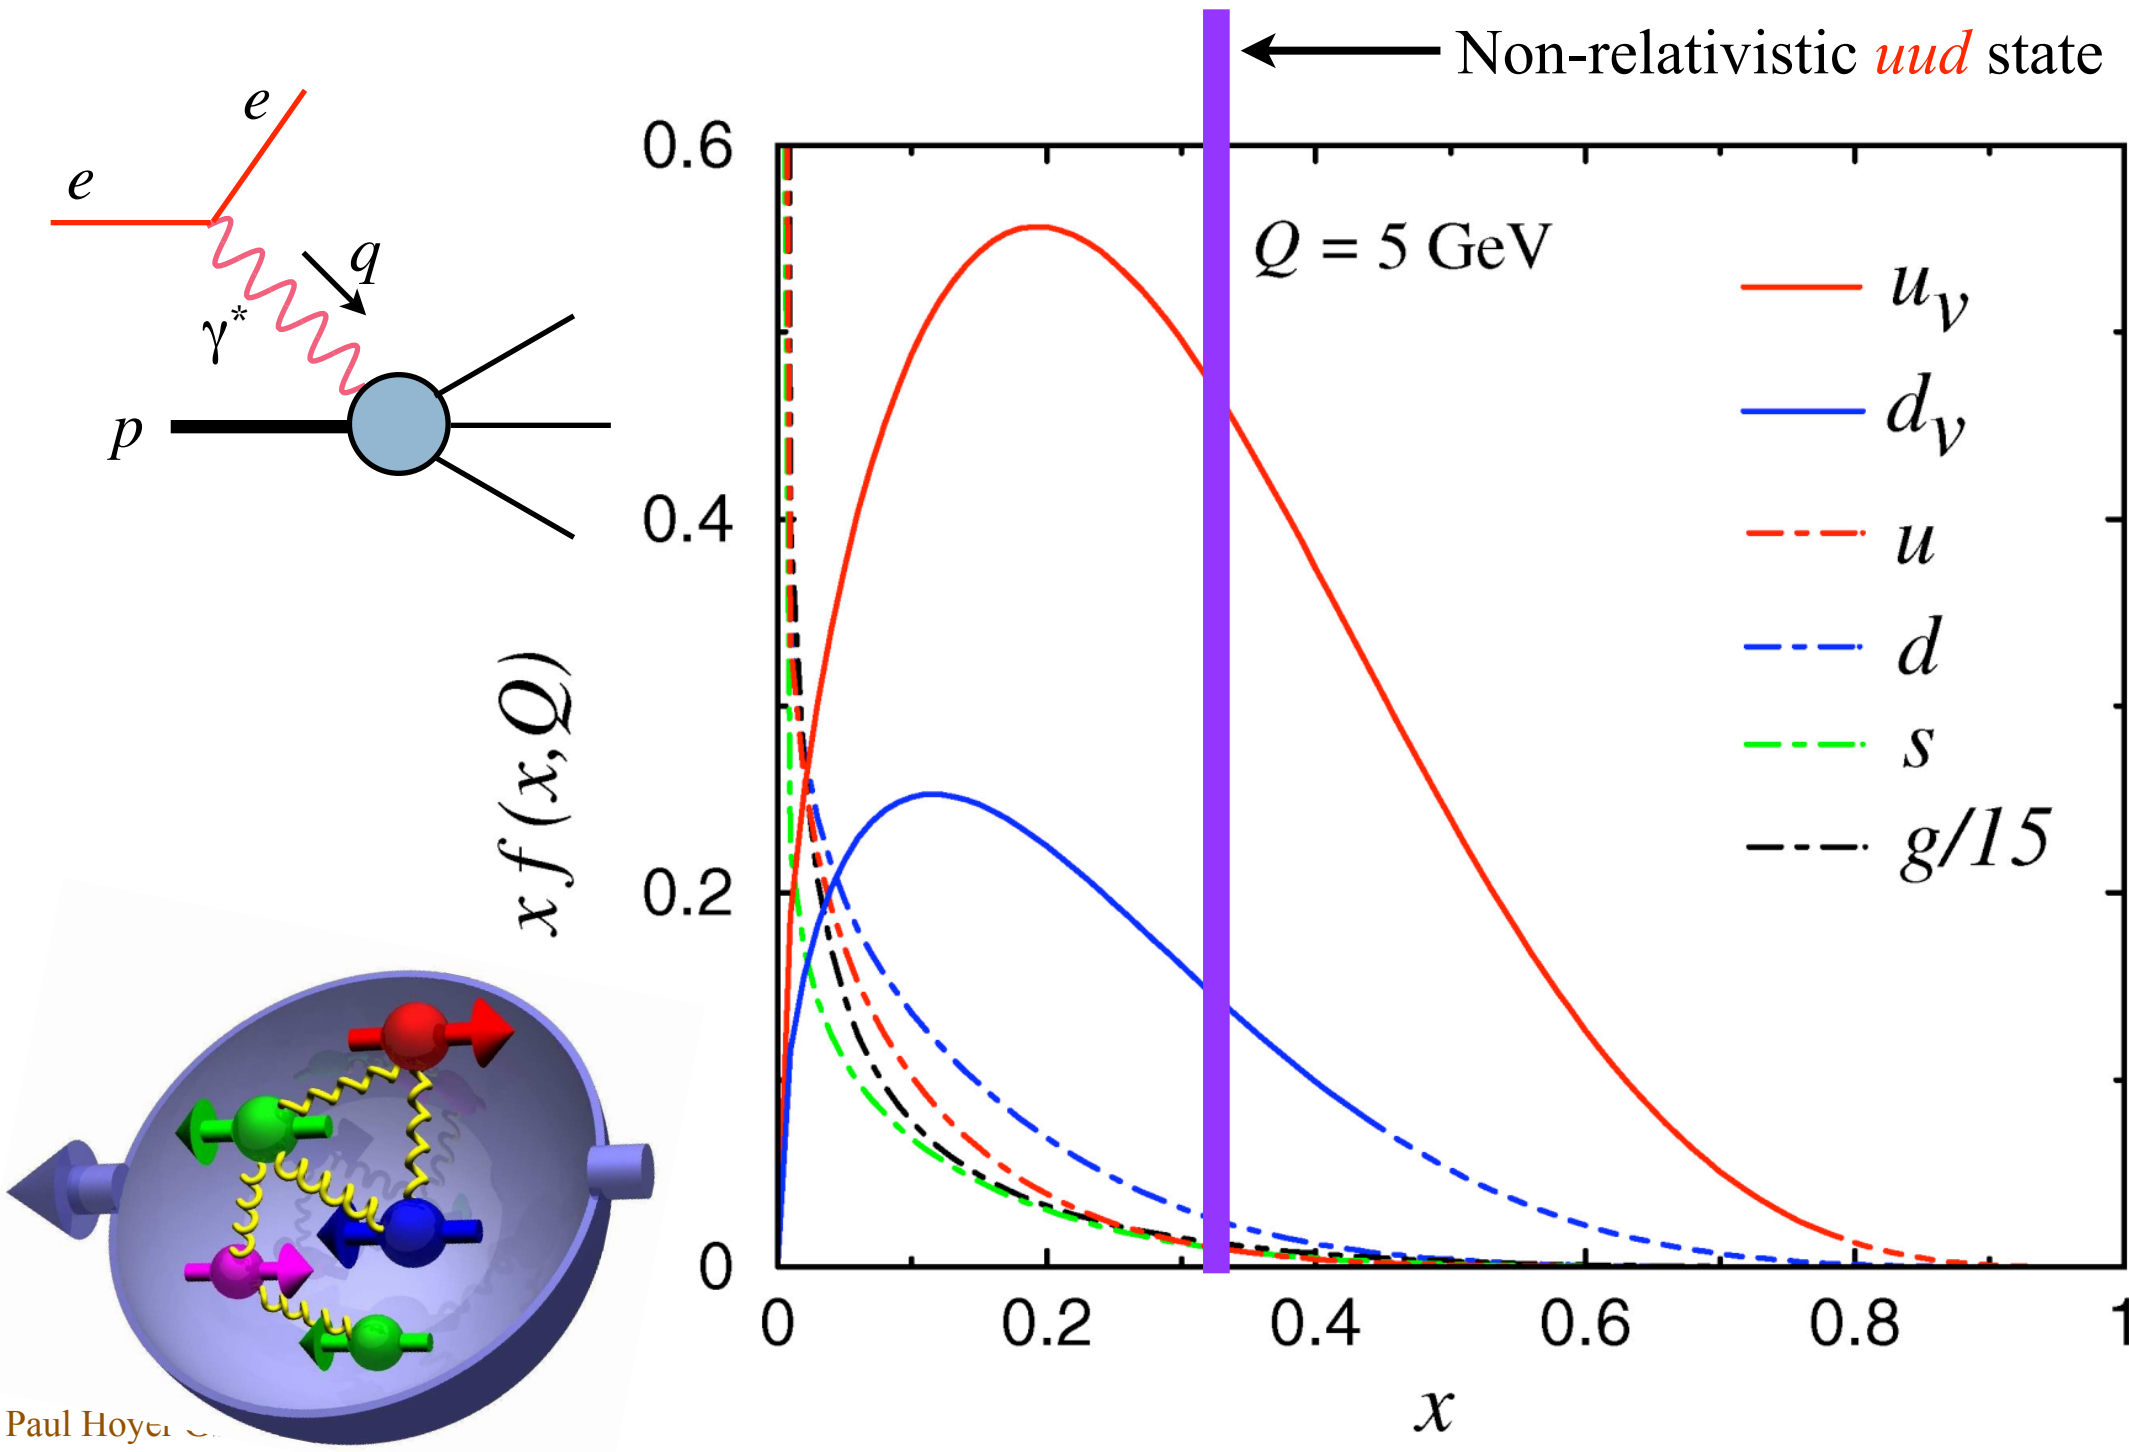 Non-relativistic uud state
e
e
q
γ*
p
Q = 5 GeV
u_v
d_v
u
d
s
g/15
x f (x,Q)
0.6
0.4
0.2
0
0
0.2
0.4
0.6
0.8
1
x
Paul Hoyer